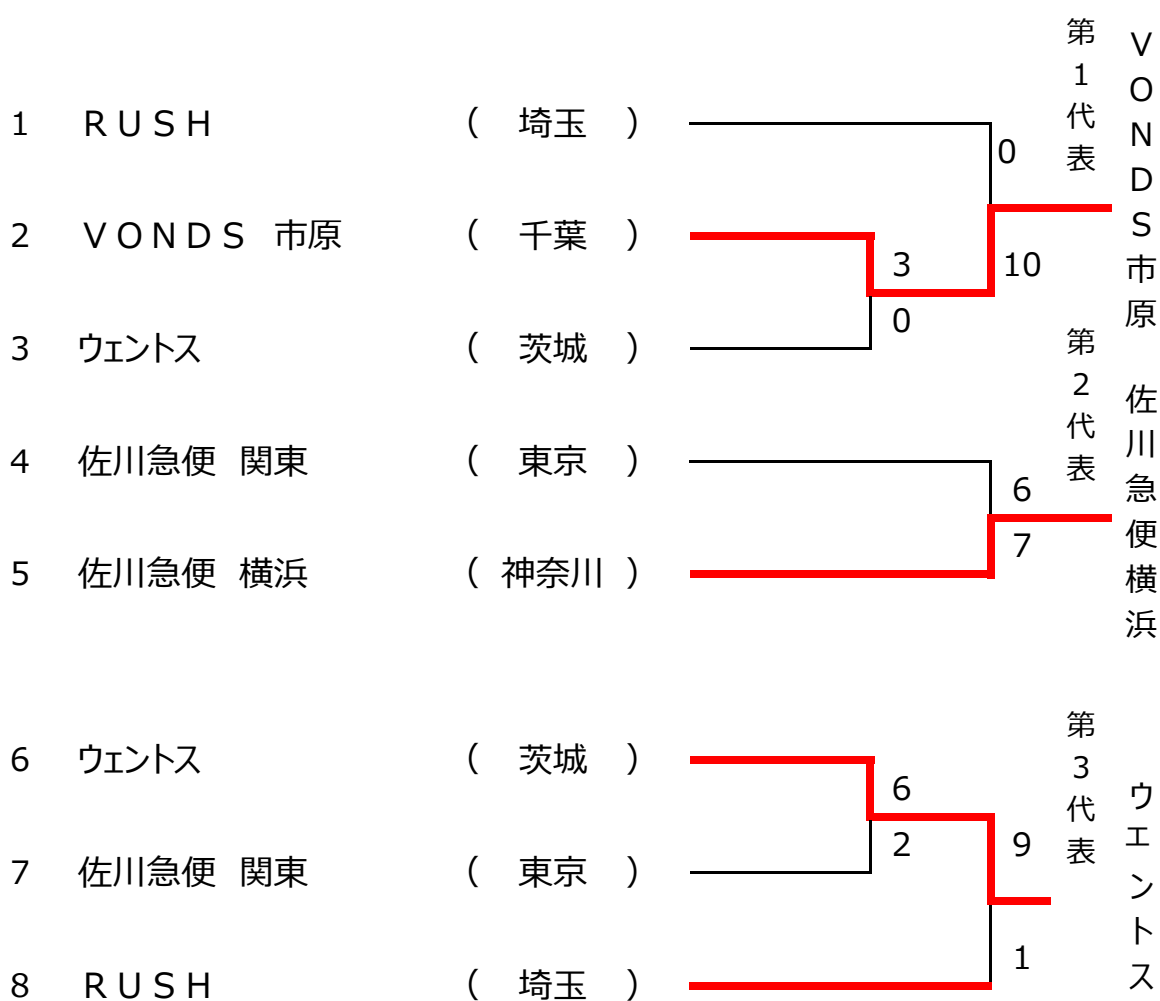 1 RUSH ( 埼玉 )
0
2 VONDS 市原 ( 千葉 )
3
10
0
3 ウェントス ( 茨城 )
第1代表
VONDS市原
4 佐川急便 関東 ( 東京 )
6
7
5 佐川急便 横浜 ( 神奈川 )
第2代表
佐川急便横浜
6 ウェントス ( 茨城 )
6
2
9
7 佐川急便 関東 ( 東京 )
1
8 RUSH ( 埼玉 )
第3代表
ウエントス